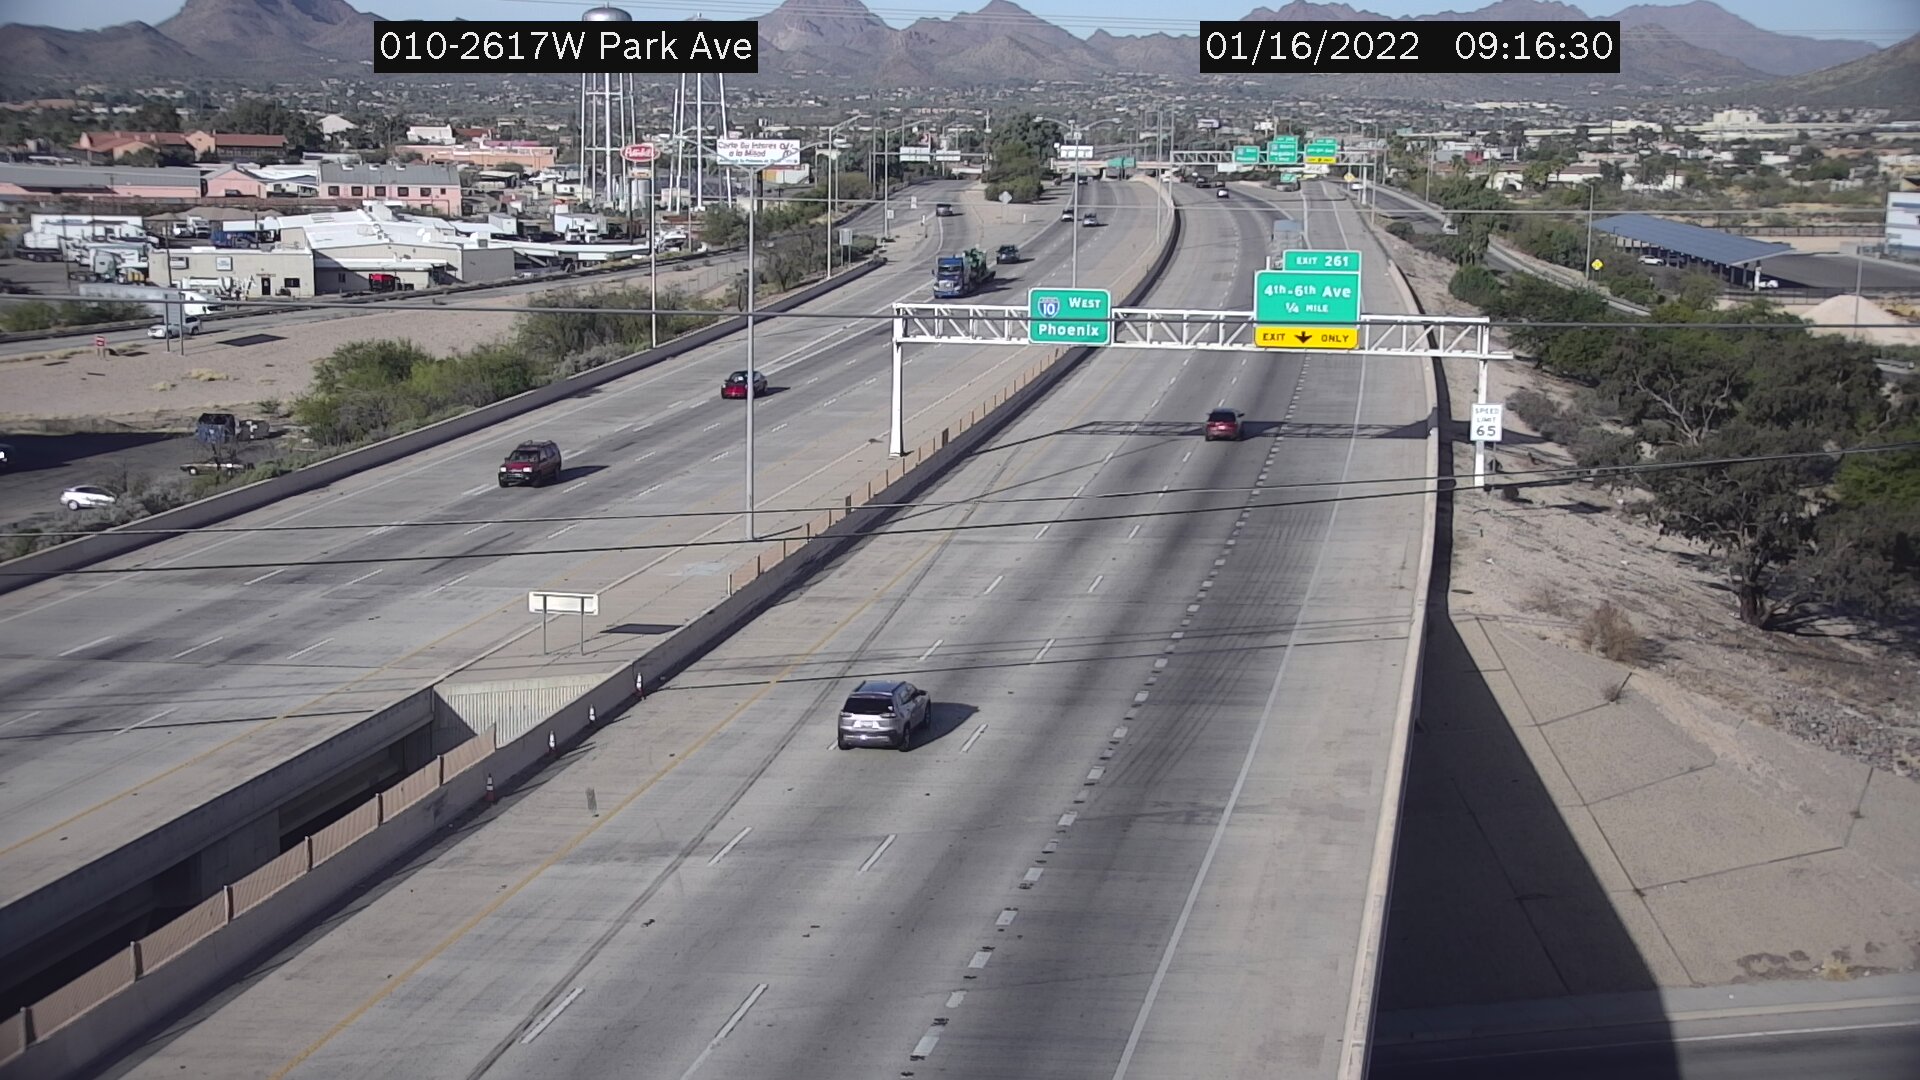 010-2617W Park Ave
01/16/2022 09:16:30
Peterbilt
EXIT 261
10 WEST
Phoenix
4th-6th Ave
1/4 MILE
EXIT ONLY
SPEED
LIMIT
65